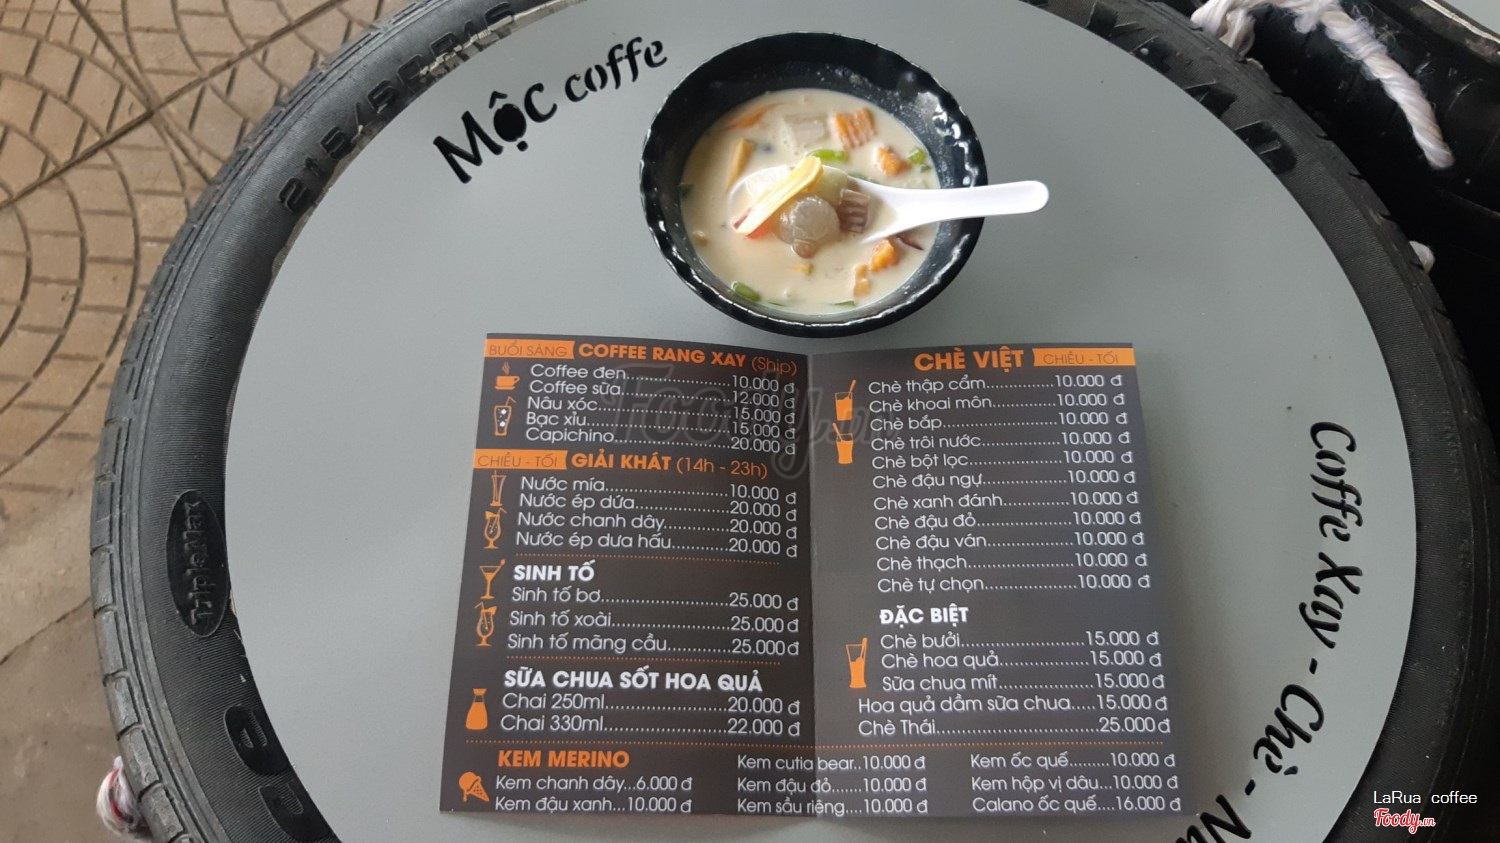 MỘC coffe
215/55R16
TripleMax
BUỔI SÁNG COFFEE RANG XAY (Ship)
Coffee đen...10.000 đ
Coffee sữa...12.000 đ
Nâu xóc...15.000 đ
Bạc xỉu...15.000 đ
Capichino...20.000 đ
CHIỀU - TỐI GIẢI KHÁT (14h - 23h)
Nước mía...10.000 đ
Nước ép dứa...20.000 đ
Nước chanh dây...20.000 đ
Nước ép dưa hấu...20.000 đ
SINH TỐ
Sinh tố bơ...25.000 đ
Sinh tố xoài...25.000 đ
Sinh tố mãng cầu...25.000 đ
SỮA CHUA SỐT HOA QUẢ
Chai 250ml...20.000 đ
Chai 330ml...22.000 đ
CHÈ VIỆT CHIỀU - TỐI
Chè thập cẩm...10.000 đ
Chè khoai môn...10.000 đ
Chè bắp...10.000 đ
Chè trôi nước...10.000 đ
Chè bột lọc...10.000 đ
Chè đậu ngự...10.000 đ
Chè xanh đánh...10.000 đ
Chè đậu đỏ...10.000 đ
Chè đậu ván...10.000 đ
Chè thạch...10.000 đ
Chè tự chọn...10.000 đ
ĐẶC BIỆT
Chè bưởi...15.000 đ
Chè hoa quả...15.000 đ
Sữa chua mít...15.000 đ
Hoa quả dầm sữa chua...15.000 đ
Chè Thái...25.000 đ
KEM MERINO
Kem chanh dây...6.000 đ
Kem đậu xanh...10.000 đ
Kem cutia bear..10.000 đ
Kem đậu đỏ...10.000 đ
Kem sầu riêng....10.000 đ
Kem ốc quế...10.000 đ
Kem hộp vị dâu...10.000 đ
Calano ốc quế....16.000 đ
Coffe Xay - Chè - Nư
Foody.vn
LaRua coffee
Foody.vn